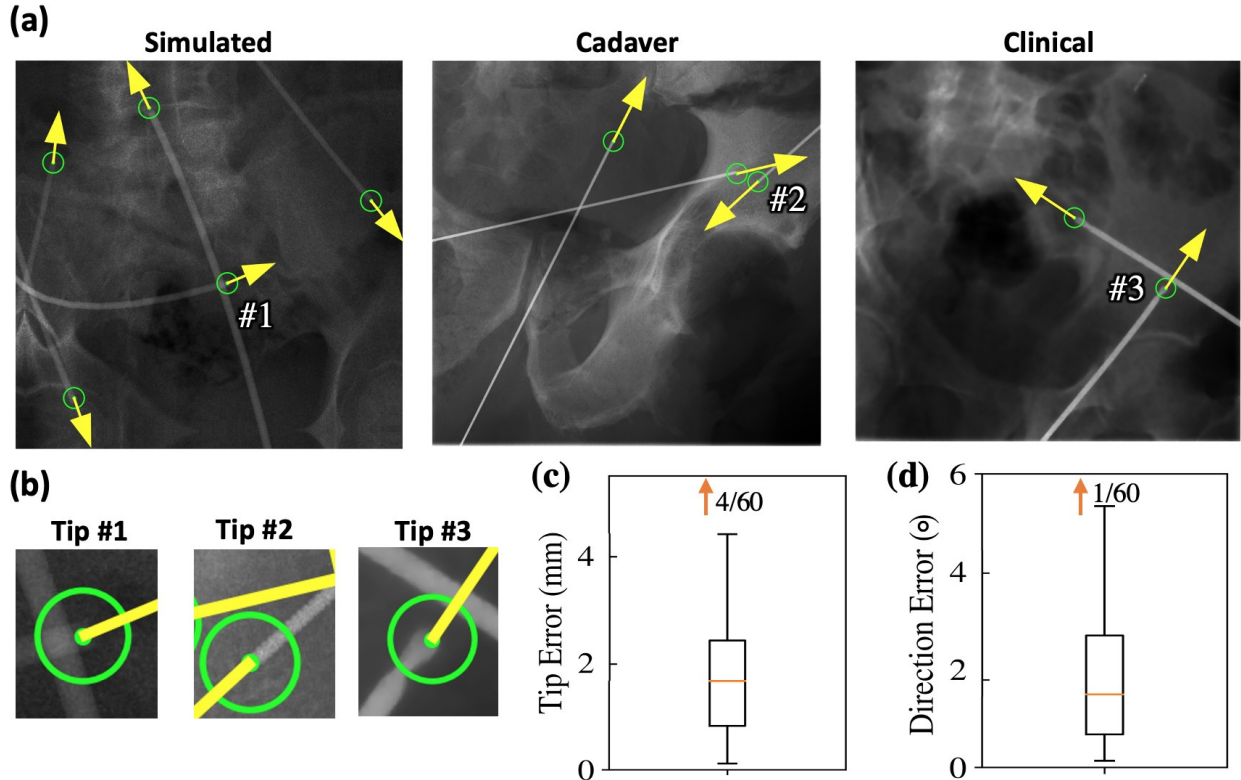 (a)
Simulated
Cadaver
Clinical
#1
#2
#3
(b)
Tip #1
Tip #2
Tip #3
(c)
4/60
Tip Error (mm)
4
2
0
(d)
1/60
Direction Error (°)
6
4
2
0